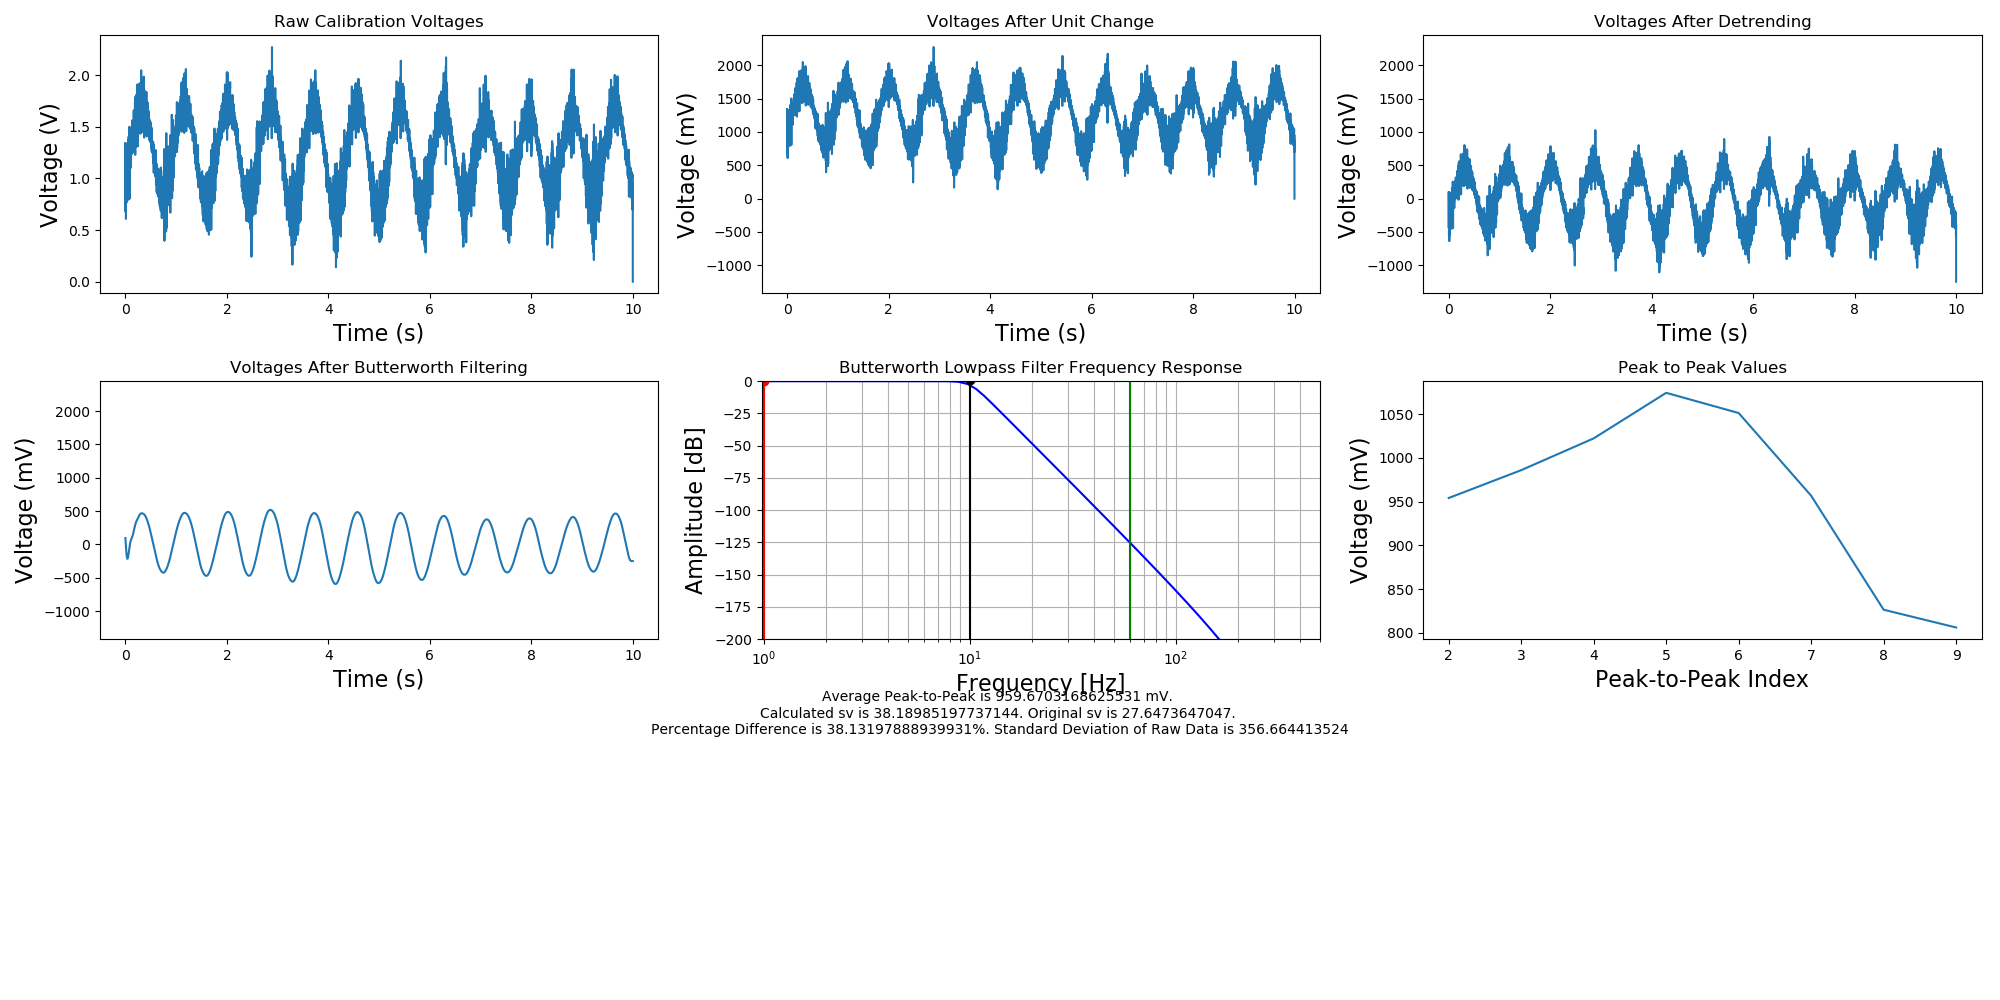 Raw Calibration Voltages
Voltage (V)
2.0
1.5
1.0
0.5
0.0
0 2 4 6 8 10
Time (s)
Voltages After Unit Change
Voltage (mV)
2000
1500
1000
500
0
−500
−1000
0 2 4 6 8 10
Time (s)
Voltages After Detrending
Voltage (mV)
2000
1500
1000
500
0
−500
−1000
0 2 4 6 8 10
Time (s)
Voltages After Butterworth Filtering
Voltage (mV)
2000
1500
1000
500
0
−500
−1000
0 2 4 6 8 10
Time (s)
Butterworth Lowpass Filter Frequency Response
Amplitude [dB]
0
−25
−50
−75
−100
−125
−150
−175
−200
10⁰ 10¹ 10²
Frequency [Hz]
Peak to Peak Values
Voltage (mV)
1050
1000
950
900
850
800
2 3 4 5 6 7 8 9
Peak-to-Peak Index
Average Peak-to-Peak is 959.6703168625531 mV.
Calculated sv is 38.18985197737144. Original sv is 27.6473647047.
Percentage Difference is 38.13197888939931%. Standard Deviation of Raw Data is 356.664413524